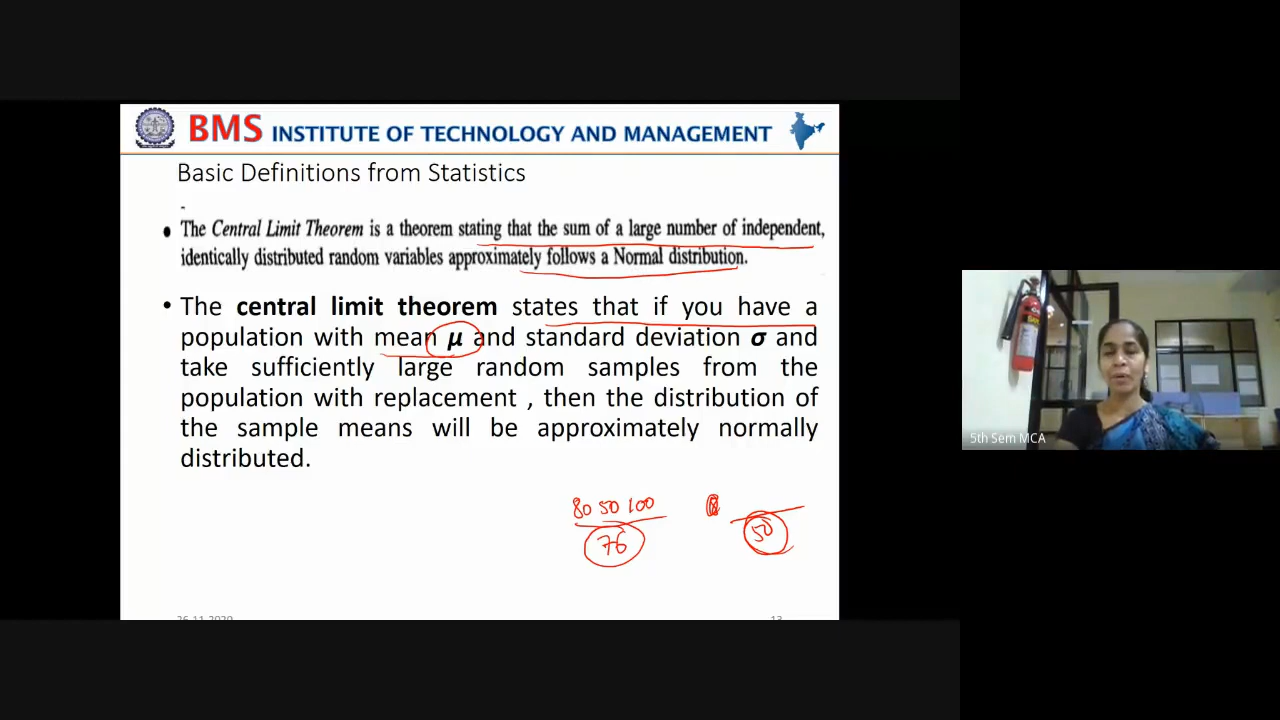 BMS INSTITUTE OF TECHNOLOGY AND MANAGEMENT
Basic Definitions from Statistics
-
• The Central Limit Theorem is a theorem stating that the sum of a large number of independent,
identically distributed random variables approximately follows a Normal distribution.
• The central limit theorem states that if you have a
population with mean μ and standard deviation σ and
take sufficiently large random samples from the
population with replacement , then the distribution of
the sample means will be approximately normally
distributed.
80 50 100
76
50
26.11.2020
13
5th Sem MCA